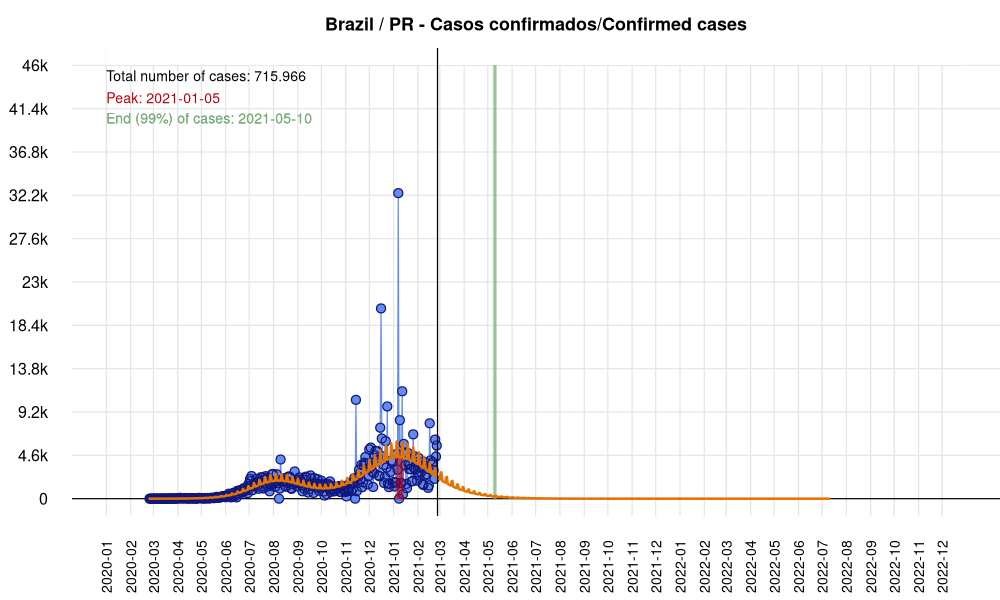 Brazil / PR - Casos confirmados/Confirmed cases
46k
Total number of cases: 715.966
Peak: 2021-01-05
41.4k
End (99%) of cases: 2021-05-10
36.8k
32.2k
27.6k
23k
18.4k
13.8k
9.2k
4.6k
0
2020-01
2020-02
2020-03
2020-04
2020-05
2020-06
2020-07
2020-08
2020-09
2020-10
2020-11
2020-12
2021-01
2021-02
2021-03
2021-04
2021-05
2021-06
2021-07
2021-08
2021-09
2021-10
2021-11
2021-12
2022-01
2022-02
2022-03
2022-04
2022-05
2022-06
2022-07
2022-08
2022-09
2022-10
2022-11
2022-12